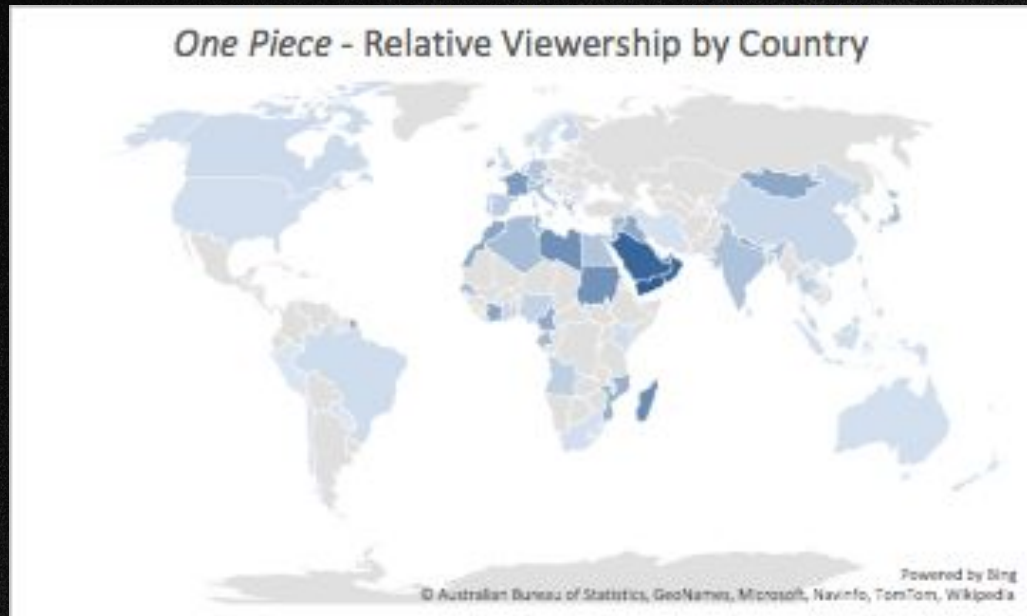 One Piece - Relative Viewership by Country
Powered by Bing
© Australian Bureau of Statistics, GeoNames, Microsoft, Navinfo, TomTom, Wikipedia